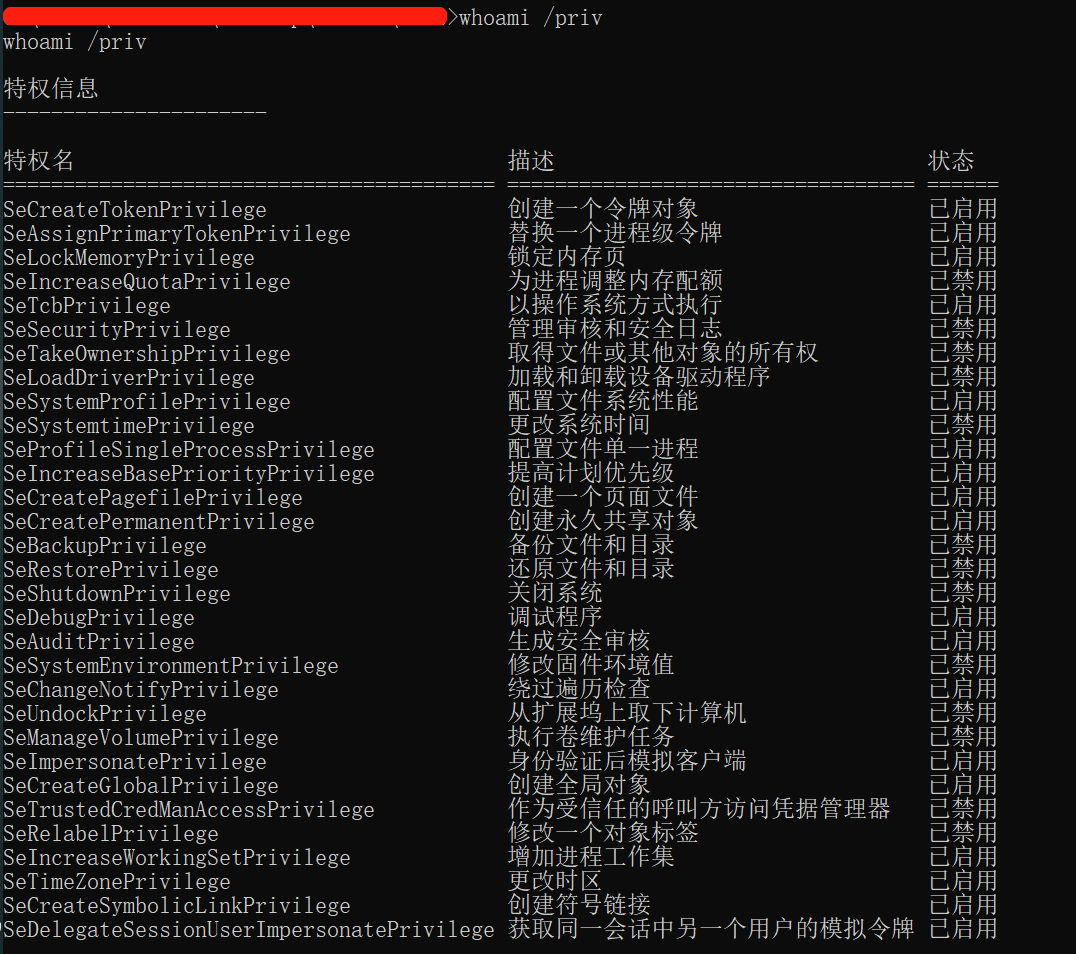 >whoami /priv
whoami /priv
特权信息
----------------------
特权名 描述 状态
========================================= ================================== ======
SeCreateTokenPrivilege 创建一个令牌对象 已启用
SeAssignPrimaryTokenPrivilege 替换一个进程级令牌 已启用
SeLockMemoryPrivilege 锁定内存页 已启用
SeIncreaseQuotaPrivilege 为进程调整内存配额 已禁用
SeTcbPrivilege 以操作系统方式执行 已启用
SeSecurityPrivilege 管理审核和安全日志 已禁用
SeTakeOwnershipPrivilege 取得文件或其他对象的所有权 已禁用
SeLoadDriverPrivilege 加载和卸载设备驱动程序 已禁用
SeSystemProfilePrivilege 配置文件系统性能 已启用
SeSystemtimePrivilege 更改系统时间 已禁用
SeProfileSingleProcessPrivilege 配置文件单一进程 已启用
SeIncreaseBasePriorityPrivilege 提高计划优先级 已启用
SeCreatePagefilePrivilege 创建一个页面文件 已启用
SeCreatePermanentPrivilege 创建永久共享对象 已启用
SeBackupPrivilege 备份文件和目录 已禁用
SeRestorePrivilege 还原文件和目录 已禁用
SeShutdownPrivilege 关闭系统 已禁用
SeDebugPrivilege 调试程序 已启用
SeAuditPrivilege 生成安全审核 已启用
SeSystemEnvironmentPrivilege 修改固件环境值 已禁用
SeChangeNotifyPrivilege 绕过遍历检查 已启用
SeUndockPrivilege 从扩展坞上取下计算机 已禁用
SeManageVolumePrivilege 执行卷维护任务 已禁用
SeImpersonatePrivilege 身份验证后模拟客户端 已启用
SeCreateGlobalPrivilege 创建全局对象 已启用
SeTrustedCredManAccessPrivilege 作为受信任的呼叫方访问凭据管理器 已禁用
SeRelabelPrivilege 修改一个对象标签 已禁用
SeIncreaseWorkingSetPrivilege 增加进程工作集 已启用
SeTimeZonePrivilege 更改时区 已启用
SeCreateSymbolicLinkPrivilege 创建符号链接 已启用
SeDelegateSessionUserImpersonatePrivilege 获取同一会话中另一个用户的模拟令牌 已启用